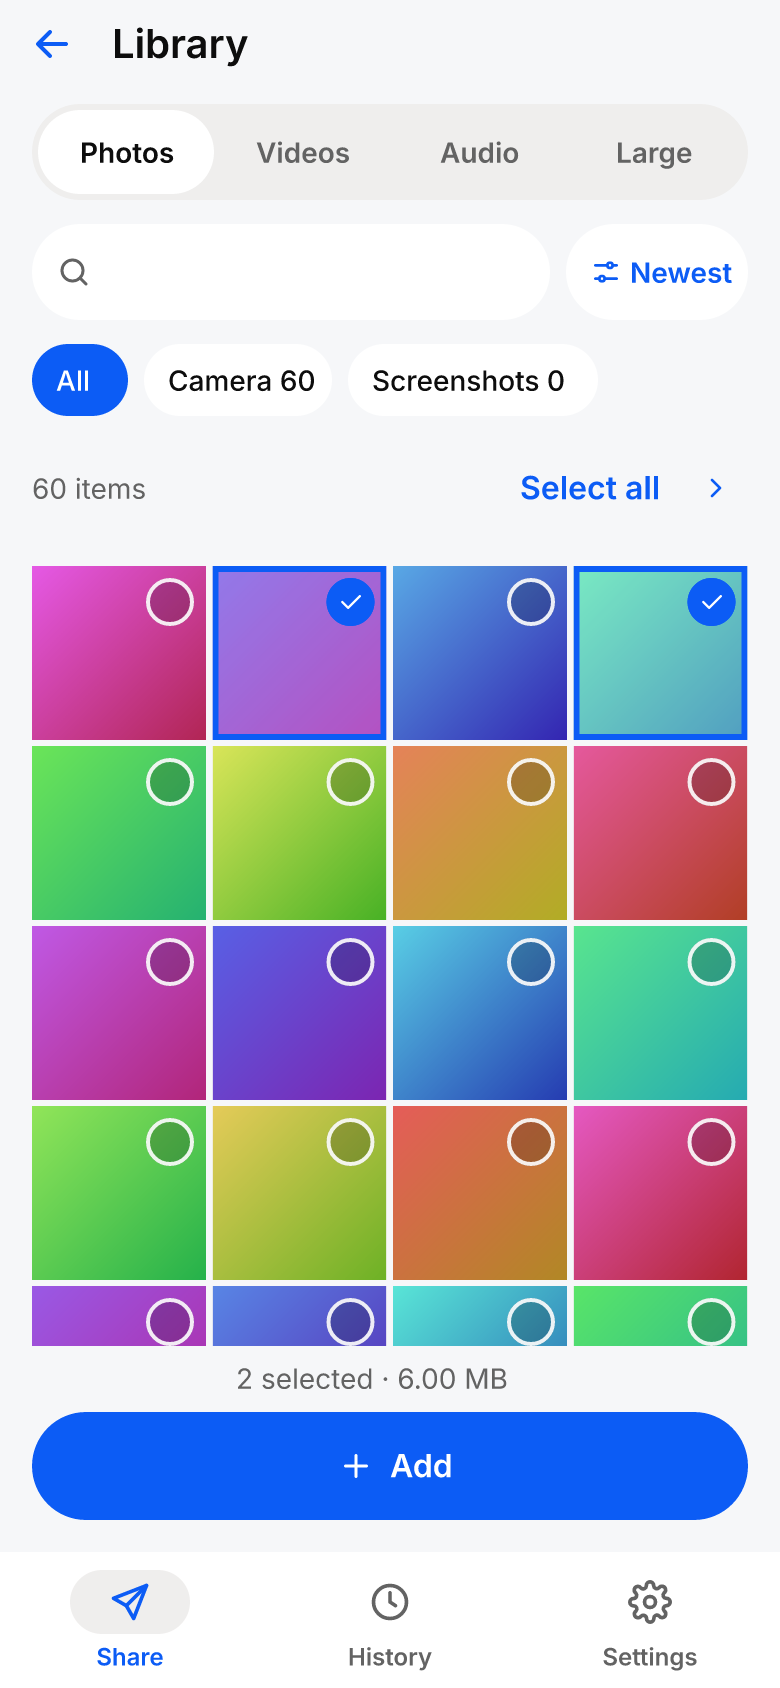 Library
Photos Videos Audio Large
Newest
All Camera 60 Screenshots 0
60 items Select all
2 selected · 6.00 MB
Add
Share History Settings